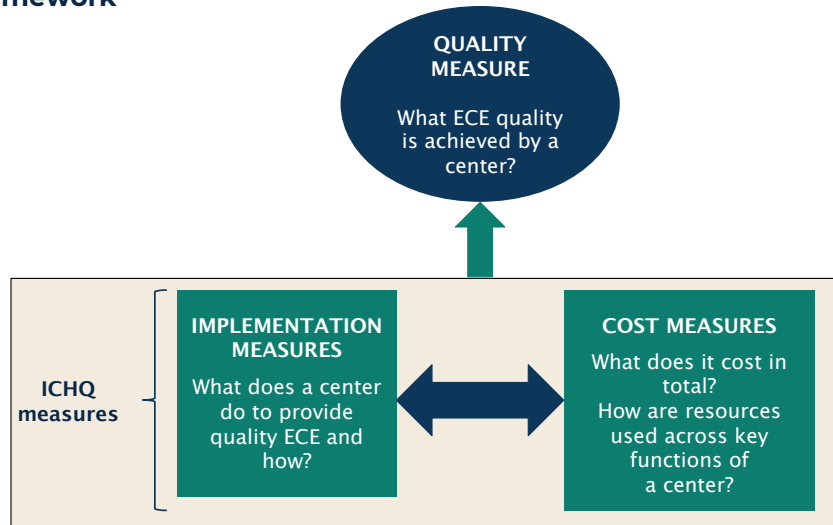 QUALITY
MEASURE
What ECE quality
is achieved by a
center?
ICHQ
measures
IMPLEMENTATION
MEASURES
What does a center
do to provide
quality ECE and
how?
COST MEASURES
What does it cost in
total?
How are resources
used across key
functions of
a center?